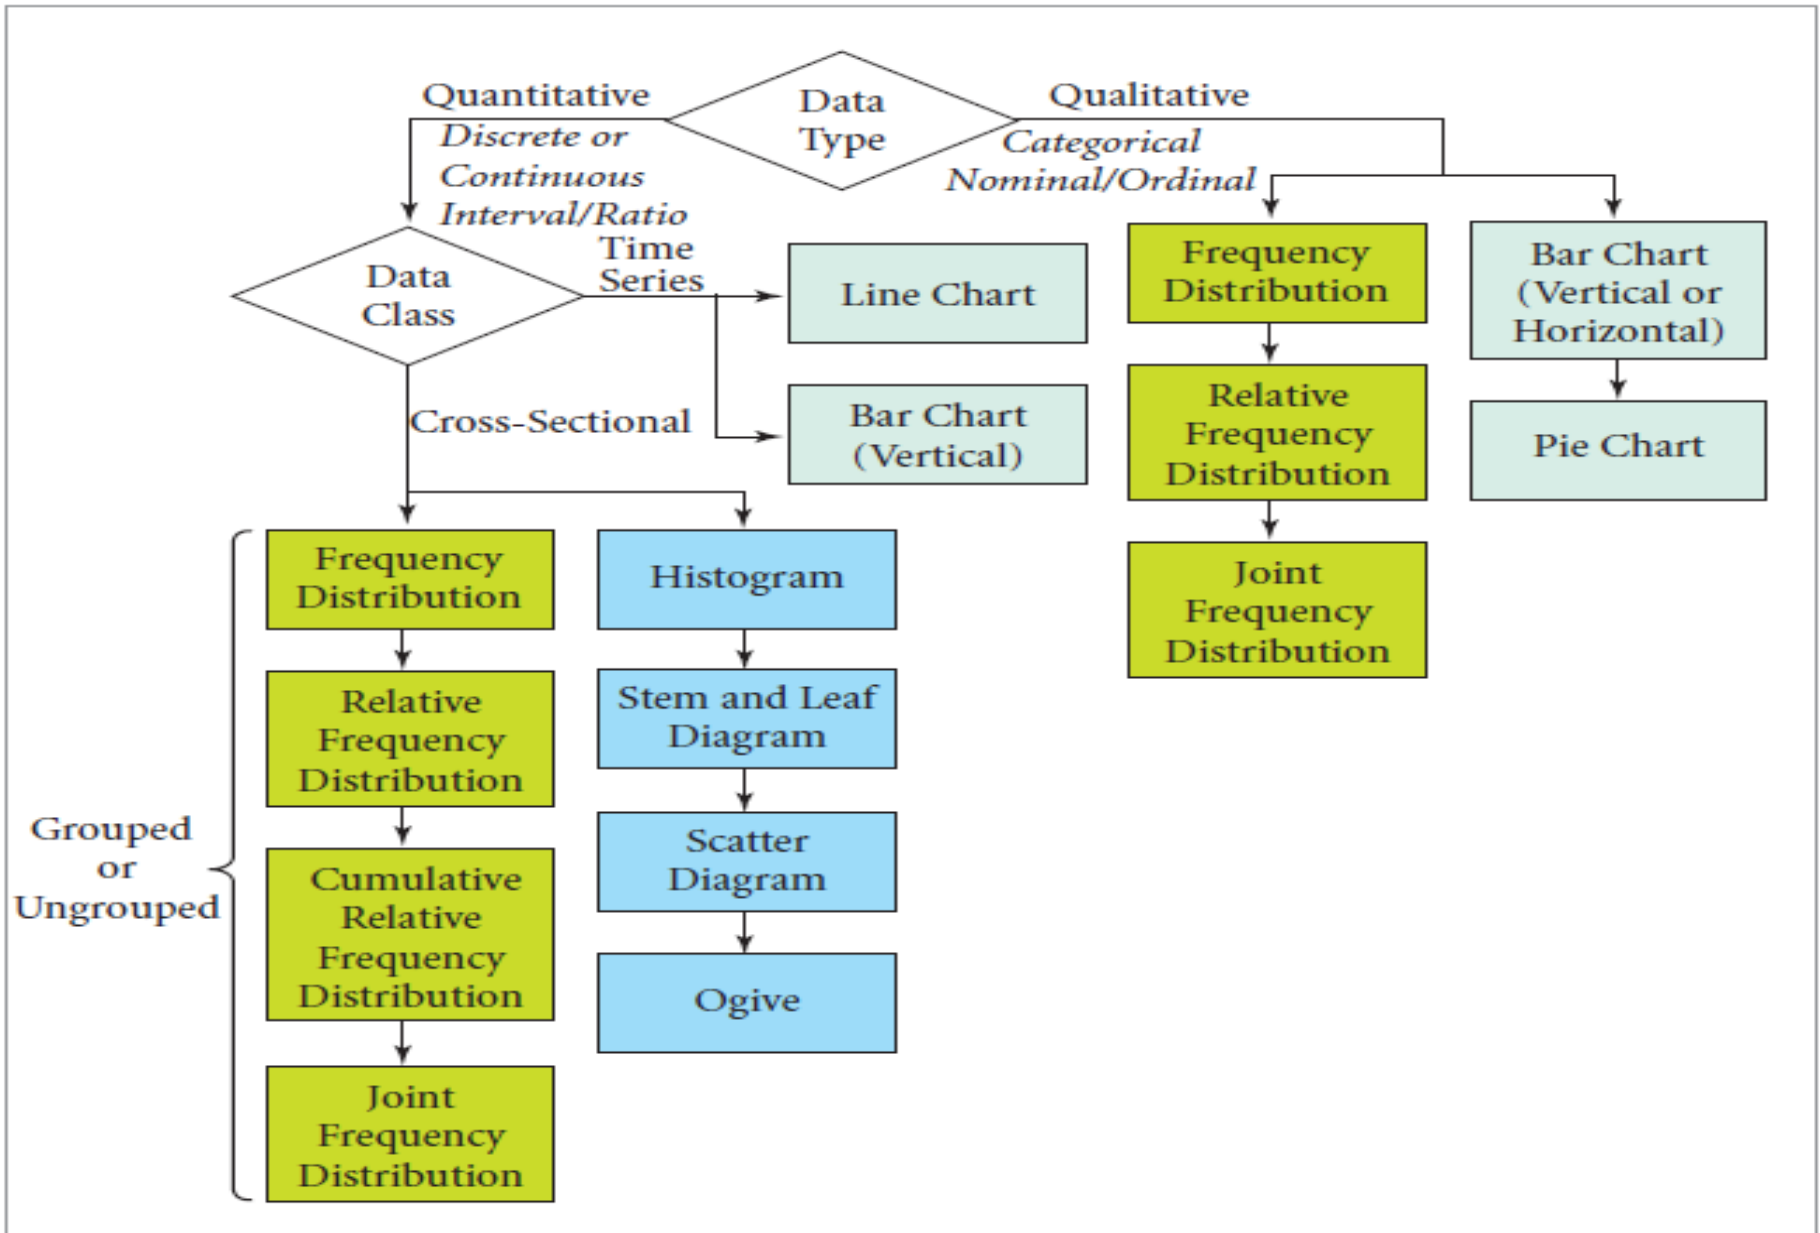 Data
Type
Quantitative
Discrete or
Continuous
Interval/Ratio
Qualitative
Categorical
Nominal/Ordinal
Data
Class
Time
Series
Line Chart
Bar Chart
(Vertical)
Cross-Sectional
Frequency
Distribution
Relative
Frequency
Distribution
Joint
Frequency
Distribution
Bar Chart
(Vertical or
Horizontal)
Pie Chart
Grouped
or
Ungrouped
Frequency
Distribution
Relative
Frequency
Distribution
Cumulative
Relative
Frequency
Distribution
Joint
Frequency
Distribution
Histogram
Stem and Leaf
Diagram
Scatter
Diagram
Ogive